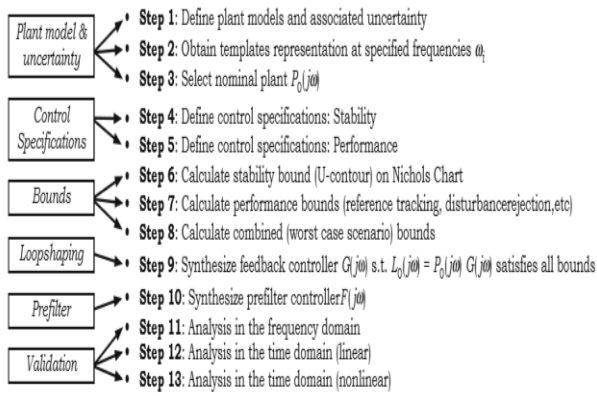 Plant model &
uncertainty
• Step 1: Define plant models and associated uncertainty
• Step 2: Obtain templates representation at specified frequencies ωᵢ
• Step 3: Select nominal plant P₀(jω)
Control
Specifications
• Step 4: Define control specifications: Stability
• Step 5: Define control specifications: Performance
Bounds
• Step 6: Calculate stability bound (U-contour) on Nichols Chart
• Step 7: Calculate performance bounds (reference tracking, disturbancerejection,etc)
• Step 8: Calculate combined (worst case scenario) bounds
Loopshaping
• Step 9: Synthesize feedback controller G(jω) s.t. L₀(jω) = P₀(jω) G(jω) satisfies all bounds
Prefilter
• Step 10: Synthesize prefilter controllerF(jω)
Validation
• Step 11: Analysis in the frequency domain
• Step 12: Analysis in the time domain (linear)
• Step 13: Analysis in the time domain (nonlinear)